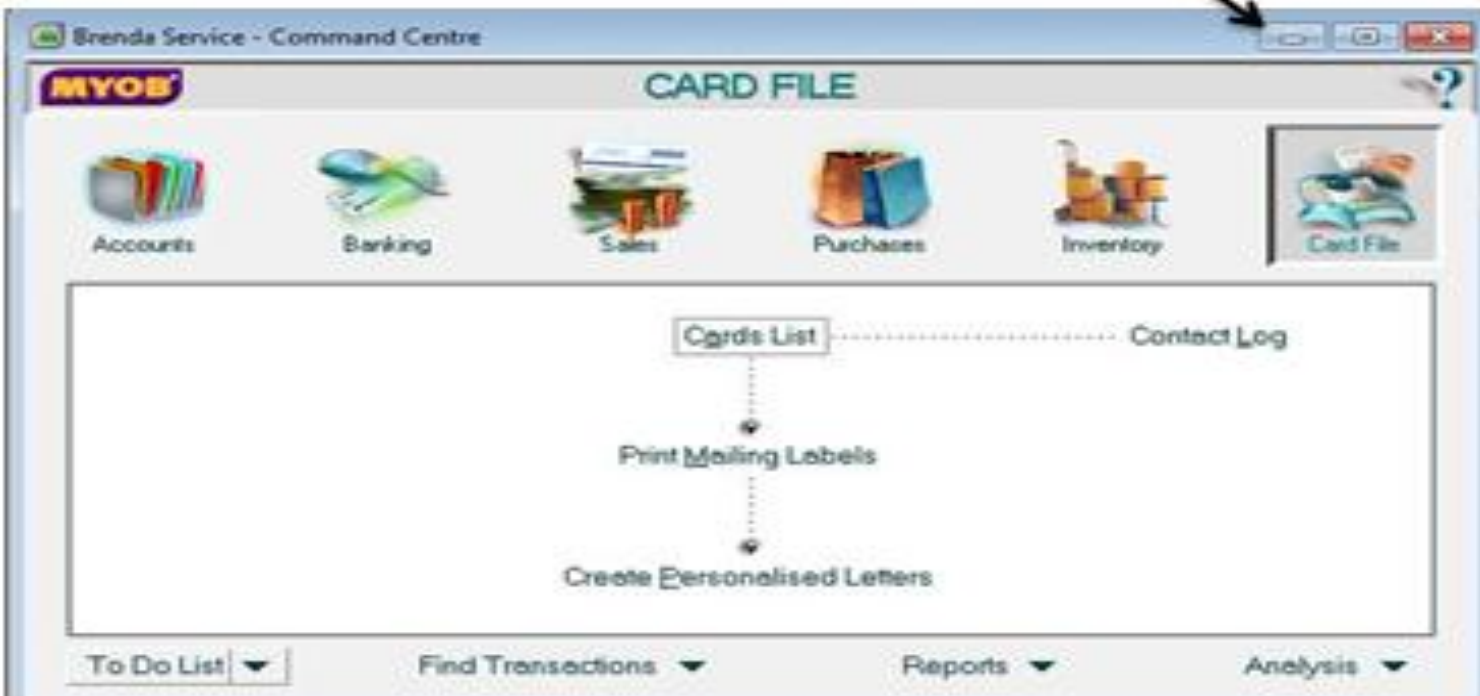 Brenda Service - Command Centre
MYOB
CARD FILE
?
Accounts
Banking
Sales
Purchases
Inventory
Card File
Cards List
Contact Log
Print Mailing Labels
Create Personalised Letters
To Do List
Find Transactions
Reports
Analysis